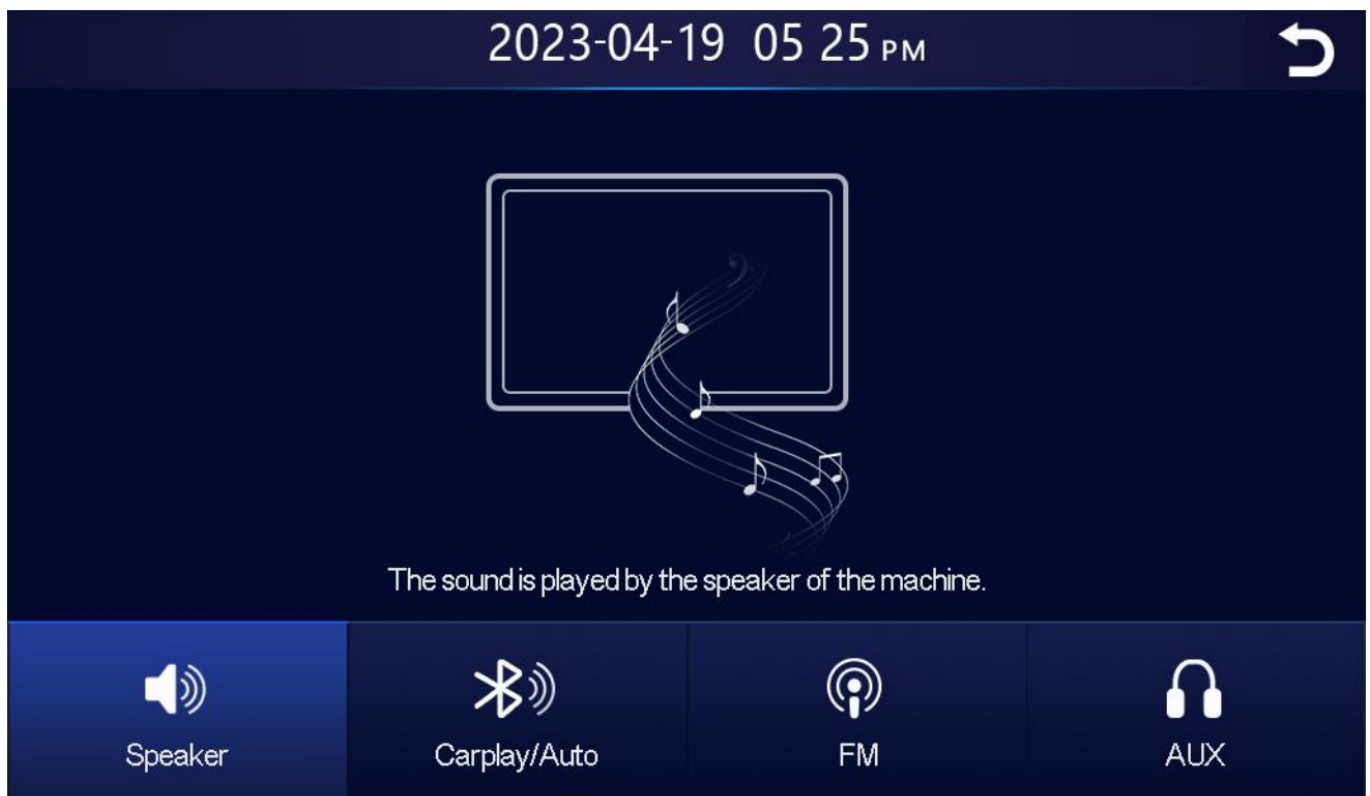 2023-04-19 05 25 PM
The sound is played by the speaker of the machine.
Speaker
Carplay/Auto
FM
AUX